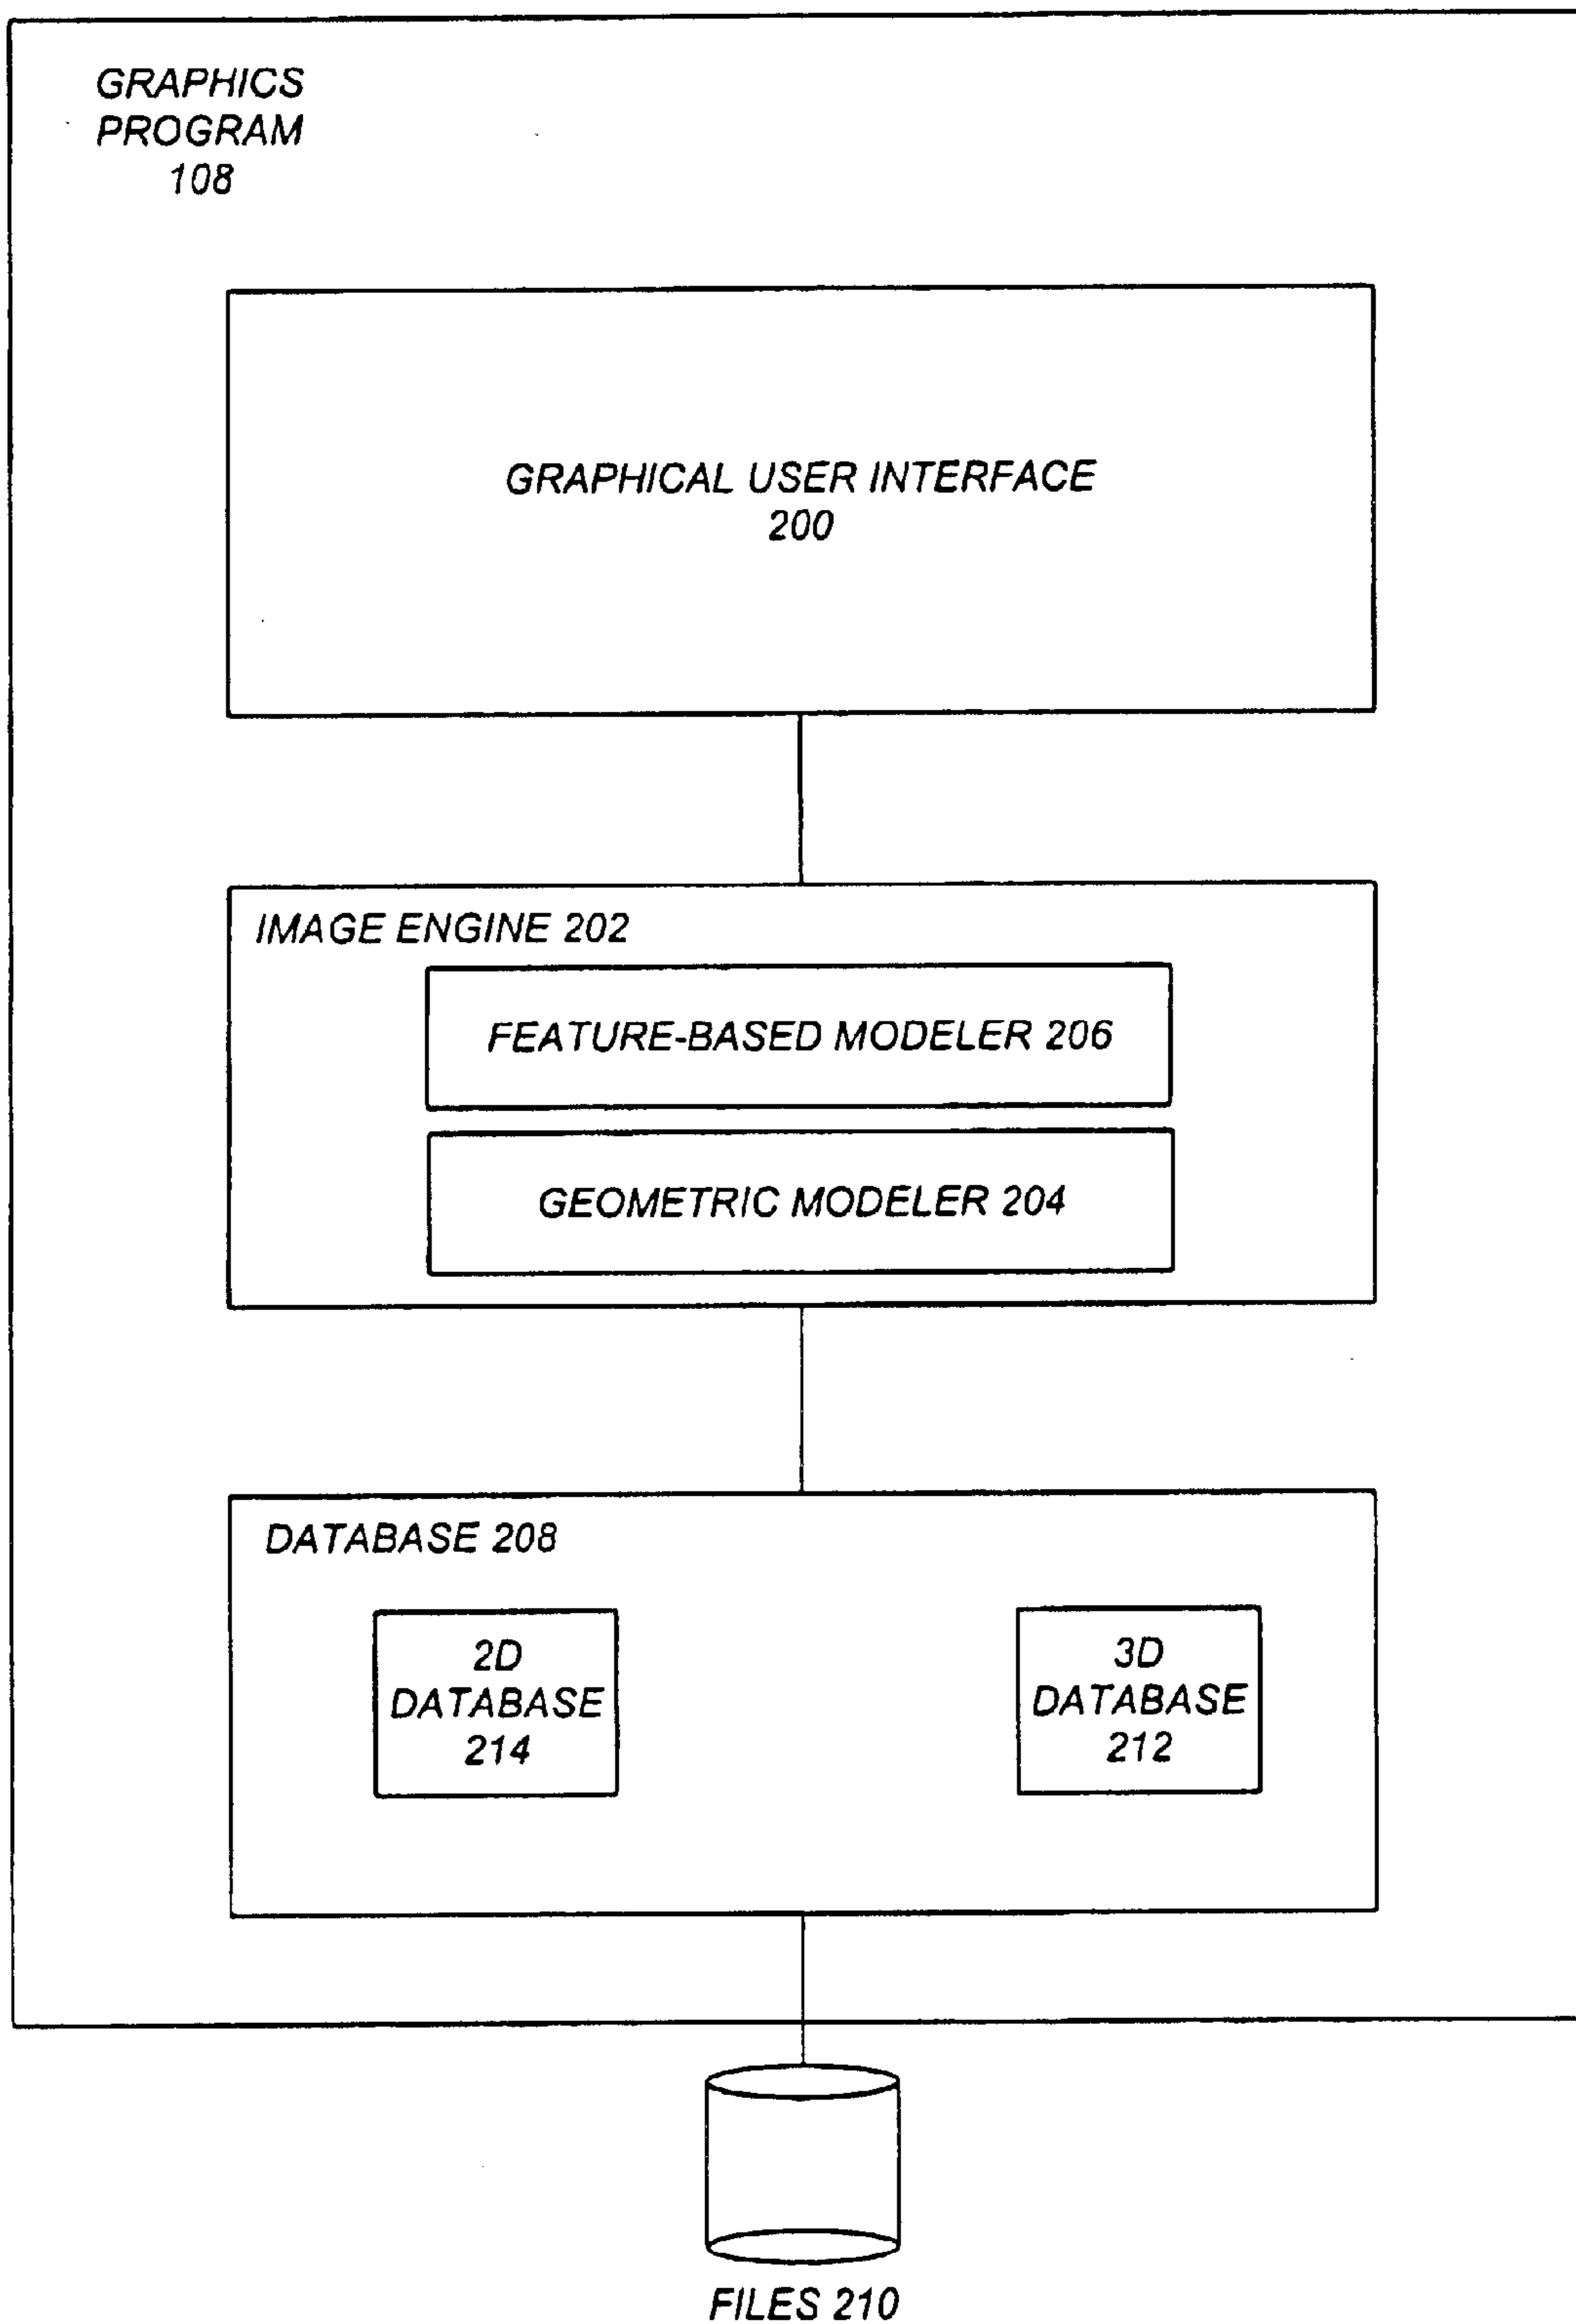 GRAPHICS
PROGRAM
108
GRAPHICAL USER INTERFACE
200
IMAGE ENGINE 202
FEATURE-BASED MODELER 206
GEOMETRIC MODELER 204
DATABASE 208
2D
DATABASE
214
3D
DATABASE
212
FILES 210